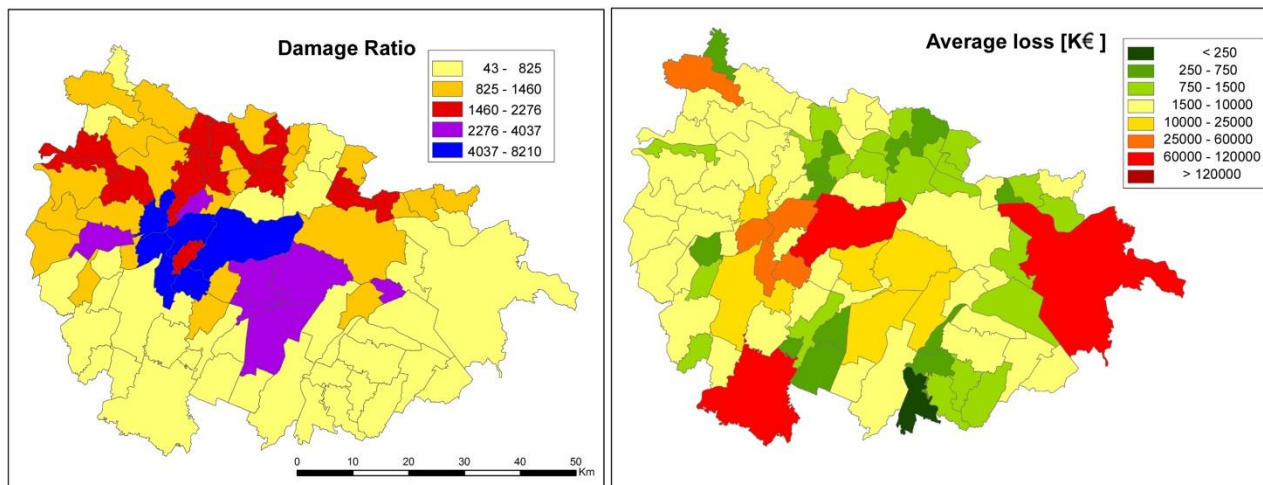 Damage Ratio
43 - 825
825 - 1460
1460 - 2276
2276 - 4037
4037 - 8210
0 10 20 30 40 50
Km
Average loss [K€ ]
< 250
250 - 750
750 - 1500
1500 - 10000
10000 - 25000
25000 - 60000
60000 - 120000
> 120000